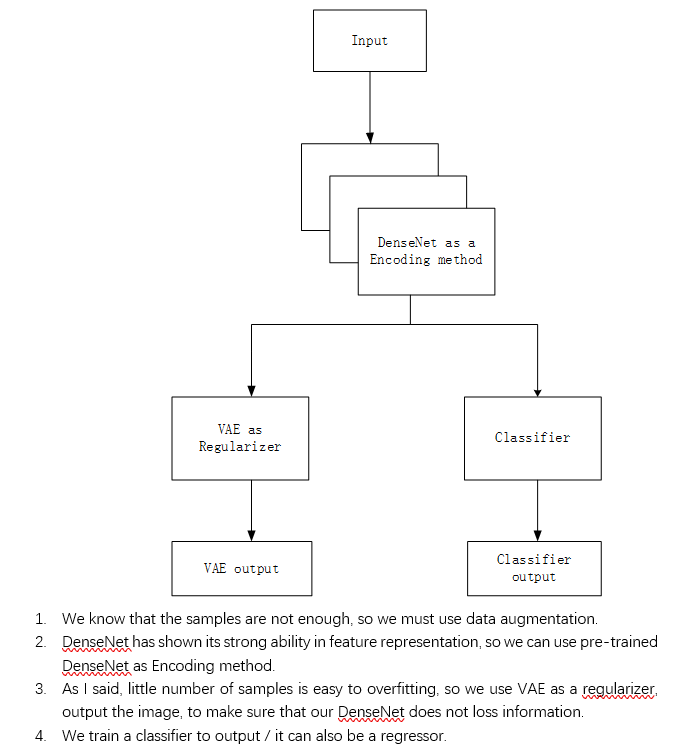 Input
DenseNet as a
Encoding method
VAE as
Regularizer
Classifier
VAE output
Classifier
output
1. We know that the samples are not enough, so we must use data augmentation.
2. DenseNet has shown its strong ability in feature representation, so we can use pre-trained
DenseNet as Encoding method.
3. As I said, little number of samples is easy to overfitting, so we use VAE as a regularizer,
output the image, to make sure that our DenseNet does not loss information.
4. We train a classifier to output / it can also be a regressor.